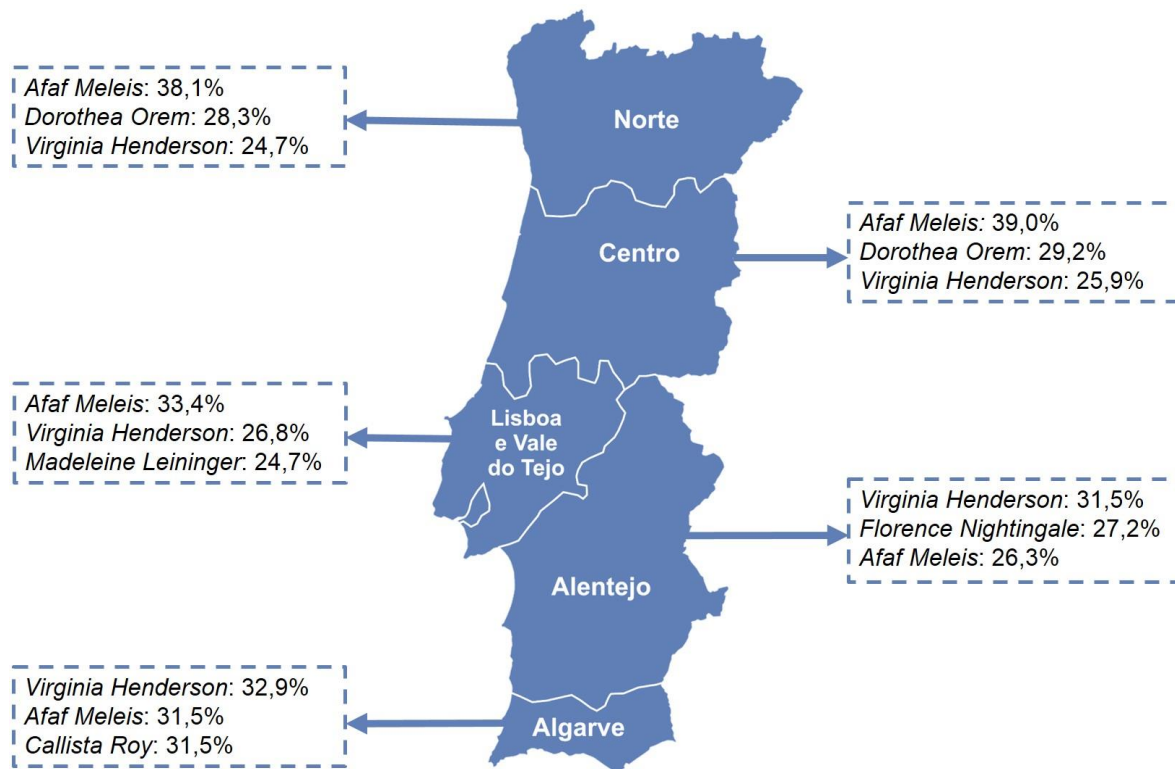 Afaf Meleis: 38,1%
Dorothea Orem: 28,3%
Virginia Henderson: 24,7%
Norte
Afaf Meleis: 39,0%
Dorothea Orem: 29,2%
Virginia Henderson: 25,9%
Centro
Afaf Meleis: 33,4%
Virginia Henderson: 26,8%
Madeleine Leininger: 24,7%
Lisboa
e Vale
do Tejo
Virginia Henderson: 31,5%
Florence Nightingale: 27,2%
Afaf Meleis: 26,3%
Alentejo
Virginia Henderson: 32,9%
Afaf Meleis: 31,5%
Callista Roy: 31,5%
Algarve